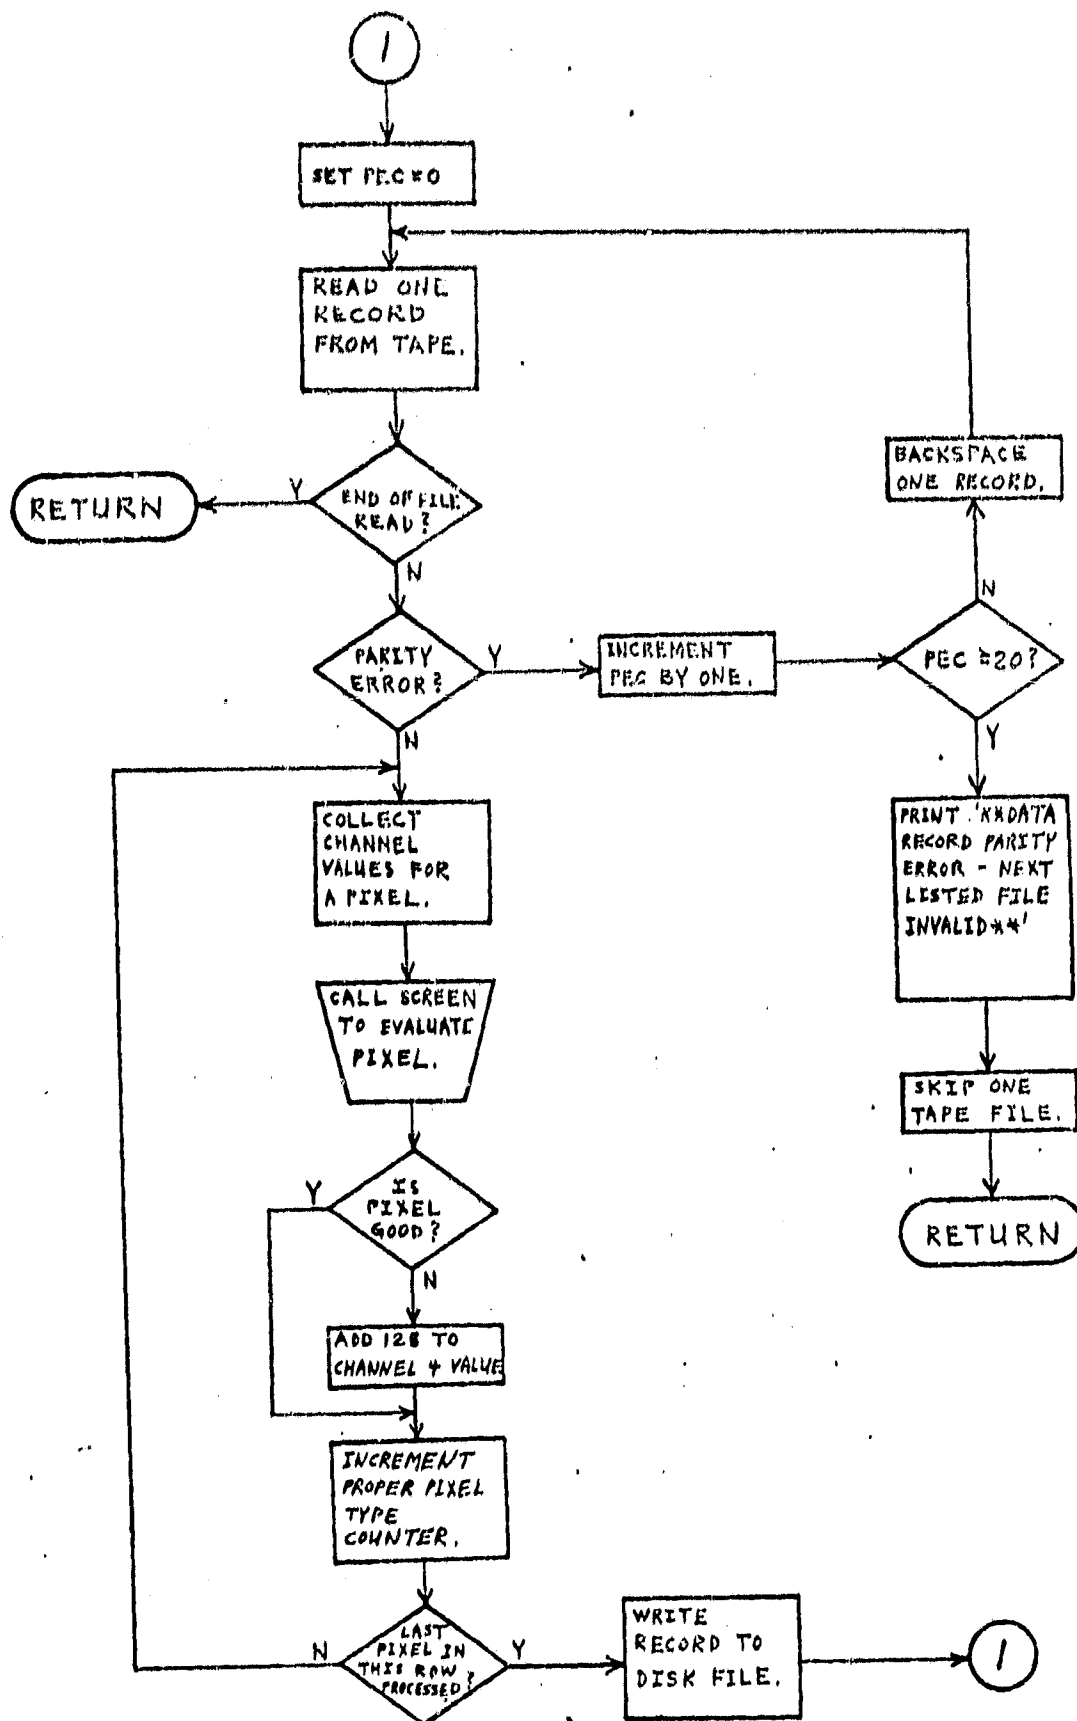 1
SET PEC=0
READ ONE
RECORD
FROM TAPE.
BACKSPACE
ONE RECORD.
Y
END OF FILE
READ?
RETURN
N
N
PARITY
ERROR?
Y
INCREMENT
PEC BY ONE.
PEC =20?
N
Y
COLLECT
CHANNEL
VALUES FOR
A PIXEL.
PRINT '**DATA
RECORD PARITY
ERROR - NEXT
LISTED FILE
INVALID**'
CALL SCREEN
TO EVALUATE
PIXEL.
SKIP ONE
TAPE FILE.
Y
IS
PIXEL
GOOD?
RETURN
N
ADD 128 TO
CHANNEL 4 VALUE
INCREMENT
PROPER PIXEL
TYPE
COUNTER.
N
LAST
PIXEL IN
THIS ROW
PROCESSED?
Y
WRITE
RECORD TO
DISK FILE.
1